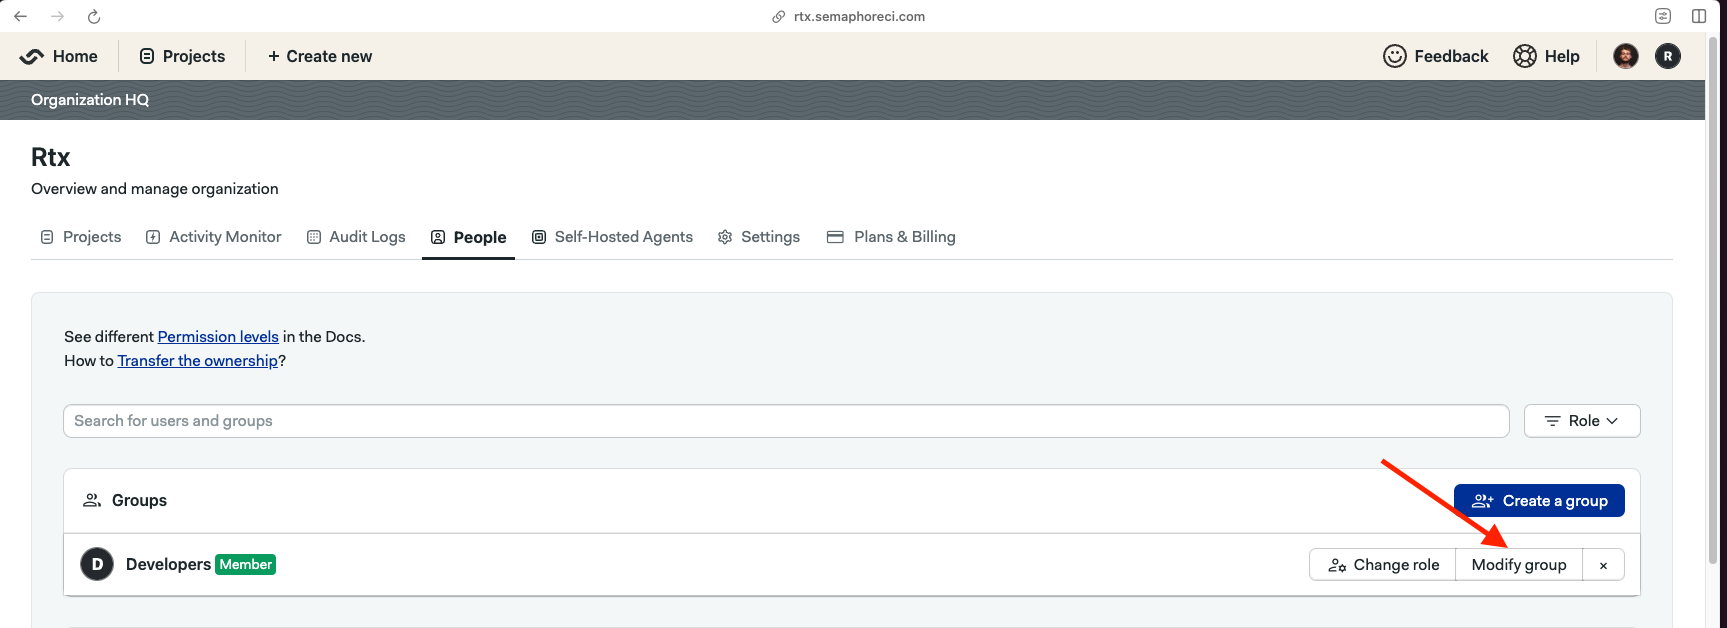 rtx.semaphoreci.com
Home Projects + Create new Feedback Help R
Organization HQ
Rtx
Overview and manage organization
Projects Activity Monitor Audit Logs People Self-Hosted Agents Settings Plans & Billing
See different Permission levels in the Docs.
How to Transfer the ownership?
Search for users and groups Role
Groups Create a group
D Developers Member Change role Modify group ×